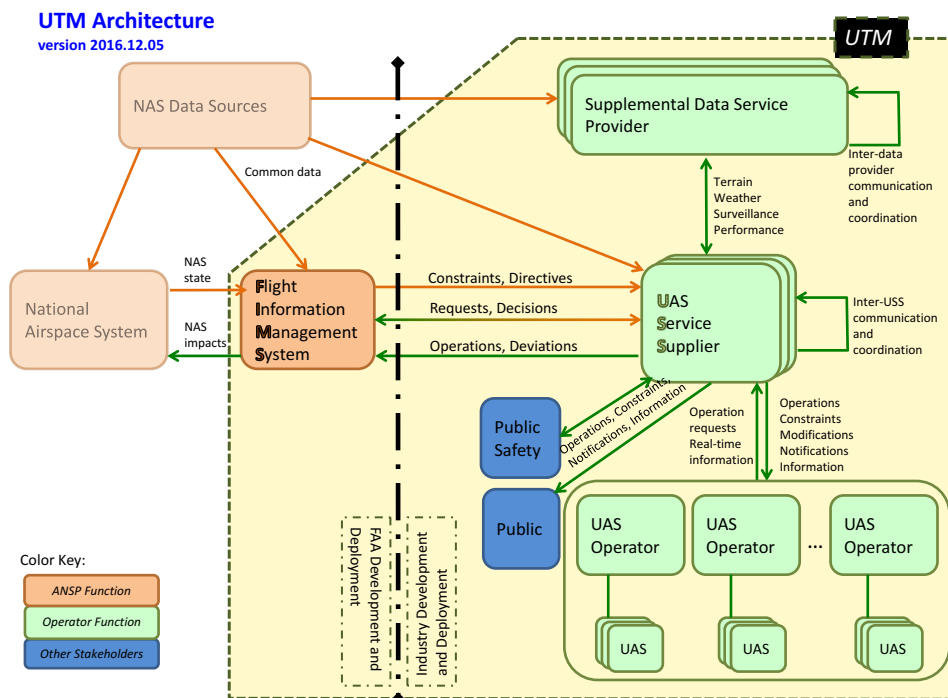 UTM Architecture
version 2016.12.05
UTM
NAS Data Sources
Supplemental Data Service
Provider
Inter-data
provider
communication
and
coordination
Common data
Terrain
Weather
Surveillance
Performance
National
Airspace System
NAS
state
NAS
impacts
Flight
Information
Management
System
Constraints, Directives
Requests, Decisions
Operations, Deviations
UAS
Service
Supplier
Inter-USS
communication
and
coordination
Public
Safety
Operations, Constraints,
Notifications, Information
Operation
requests
Real-time
information
Operations
Constraints
Modifications
Notifications
Information
Public
UAS
Operator
UAS
Operator
...
UAS
Operator
UAS
UAS
UAS
FAA Development and
Deployment
Industry Development
and Deployment
Color Key:
ANSP Function
Operator Function
Other Stakeholders